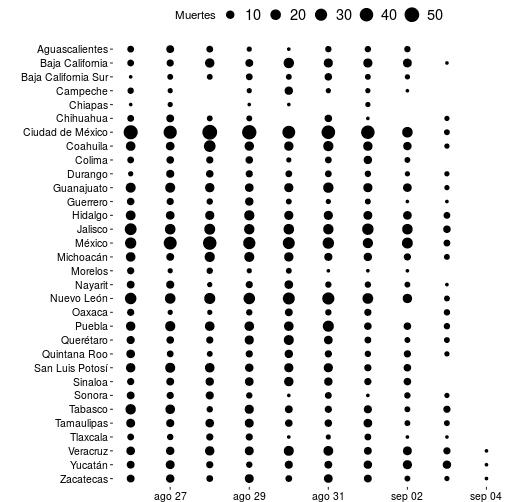 Muertes 10 20 30 40 50
Aguascalientes
Baja California
Baja California Sur
Campeche
Chiapas
Chihuahua
Ciudad de México
Coahuila
Colima
Durango
Guanajuato
Guerrero
Hidalgo
Jalisco
México
Michoacán
Morelos
Nayarit
Nuevo León
Oaxaca
Puebla
Querétaro
Quintana Roo
San Luis Potosí
Sinaloa
Sonora
Tabasco
Tamaulipas
Tlaxcala
Veracruz
Yucatán
Zacatecas
ago 27 ago 29 ago 31 sep 02 sep 04